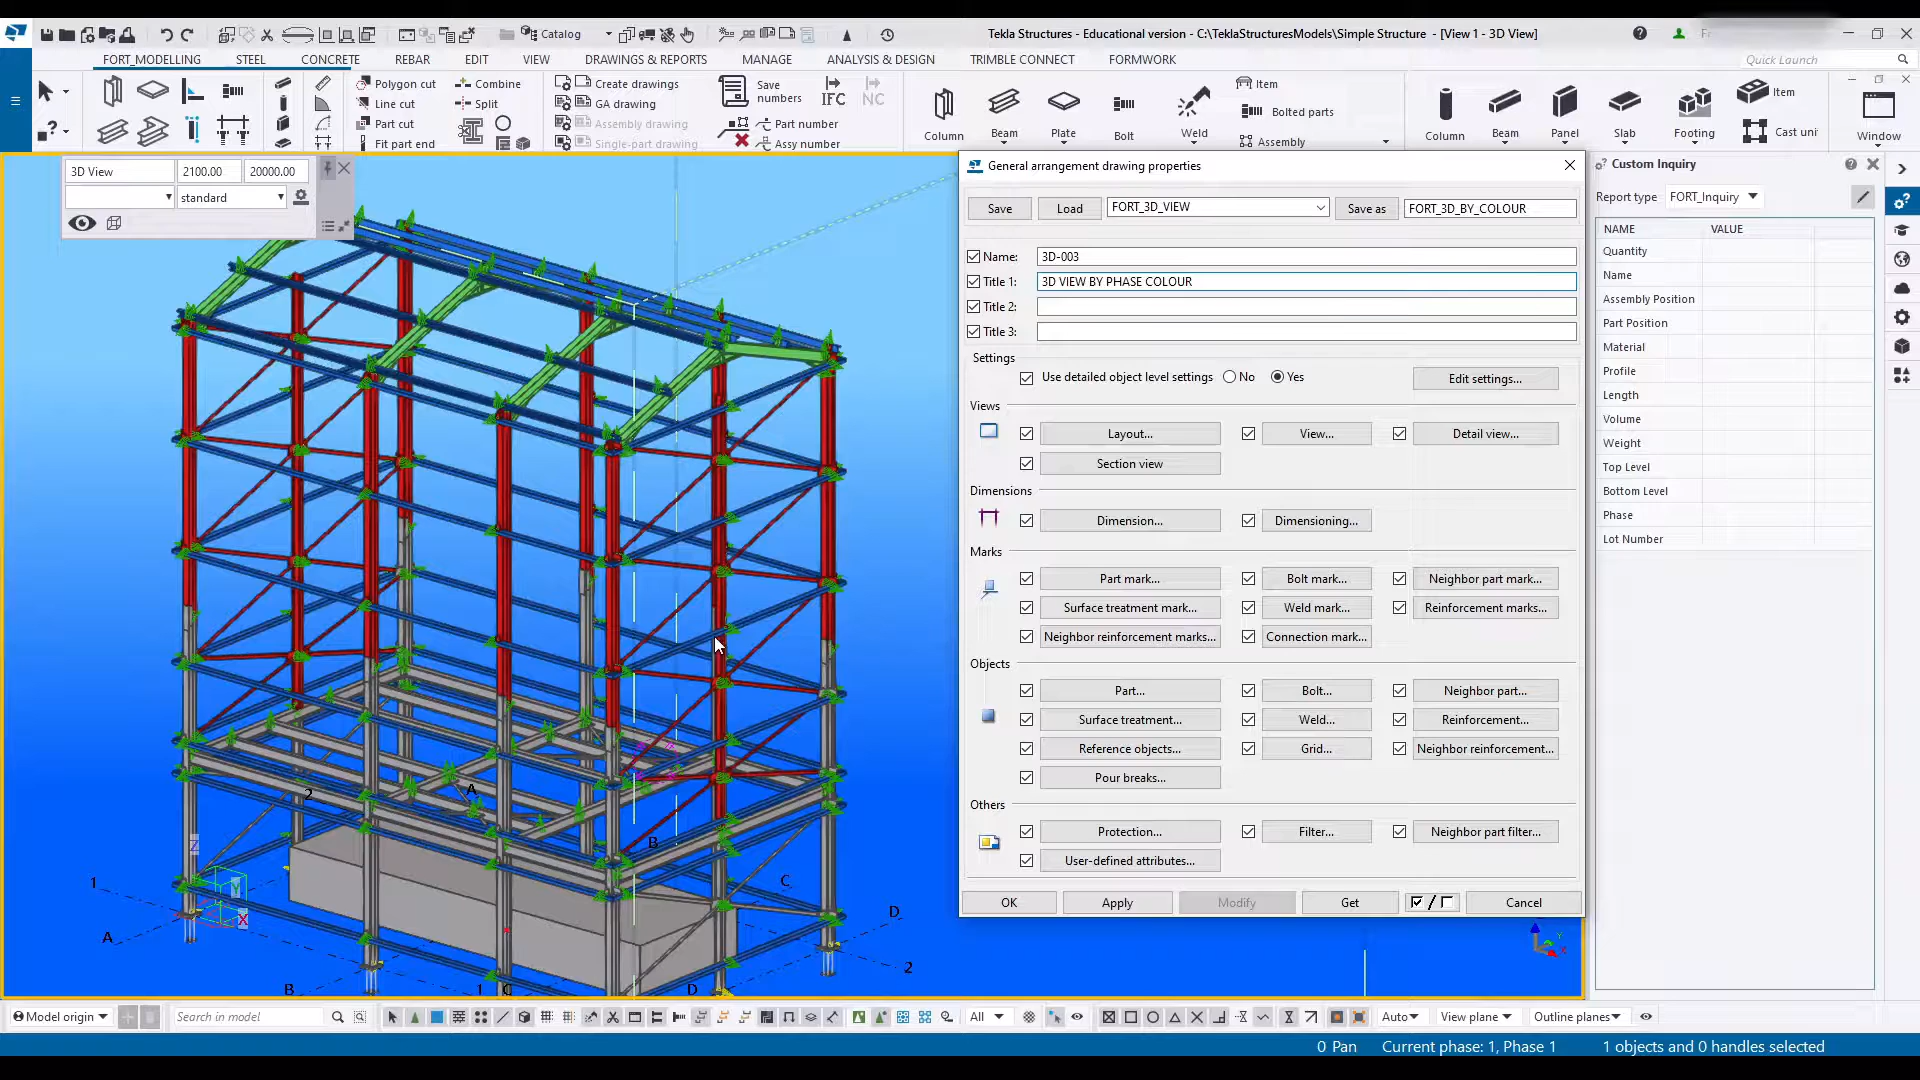 Catalog
Tekla Structures - Educational version - C:\TeklaStructuresModels\Simple Structure - [View 1 - 3D View]
FORT_MODELLING STEEL CONCRETE REBAR EDIT VIEW DRAWINGS & REPORTS MANAGE ANALYSIS & DESIGN TRIMBLE CONNECT FORMWORK Quick Launch
Polygon cut Combine Create drawings Save numbers IFC NC Item
Line cut Split GA drawing
Part cut Assembly drawing Part number
Fit part end Single-part drawing Assy number
Column Beam Plate Bolt Weld Bolted parts Assembly
Column Beam Panel Slab Footing Item Cast uni Window
3D View 2100.00 20000.00
standard
General arrangement drawing properties
Save Load FORT_3D_VIEW Save as FORT_3D_BY_COLOUR
Name: 3D-003
Title 1: 3D VIEW BY PHASE COLOUR
Title 2:
Title 3:
Settings
Use detailed object level settings No Yes Edit settings...
Views
Layout... View... Detail view...
Section view
Dimensions
Dimension... Dimensioning...
Marks
Part mark... Bolt mark... Neighbor part mark...
Surface treatment mark... Weld mark... Reinforcement marks...
Neighbor reinforcement marks... Connection mark...
Objects
Part... Bolt... Neighbor part...
Surface treatment... Weld... Reinforcement...
Reference objects... Grid... Neighbor reinforcement...
Pour breaks...
Others
Protection... Filter... Neighbor part filter...
User-defined attributes...
OK Apply Modify Get / Cancel
Custom Inquiry
Report type FORT_Inquiry
NAME VALUE
Quantity
Name
Assembly Position
Part Position
Material
Profile
Length
Volume
Weight
Top Level
Bottom Level
Phase
Lot Number
2 A
B
Z
1 Y C
X D
A
2
B 1 C D
Model origin Search in model All Auto View plane Outline planes
0 Pan Current phase: 1, Phase 1 1 objects and 0 handles selected